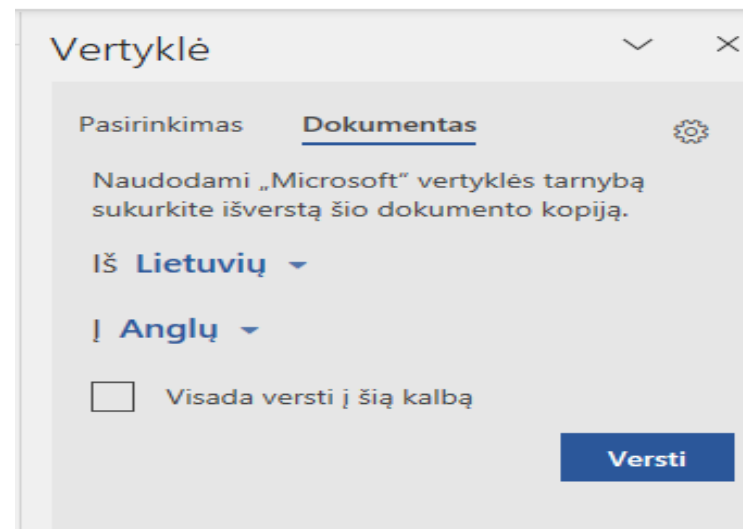 Vertyklė
Pasirinkimas Dokumentas
Naudodami „Microsoft“ vertyklės tarnybą
sukurkite išverstą šio dokumento kopiją.
Iš Lietuvių
Į Anglų
Visada versti į šią kalbą
Versti